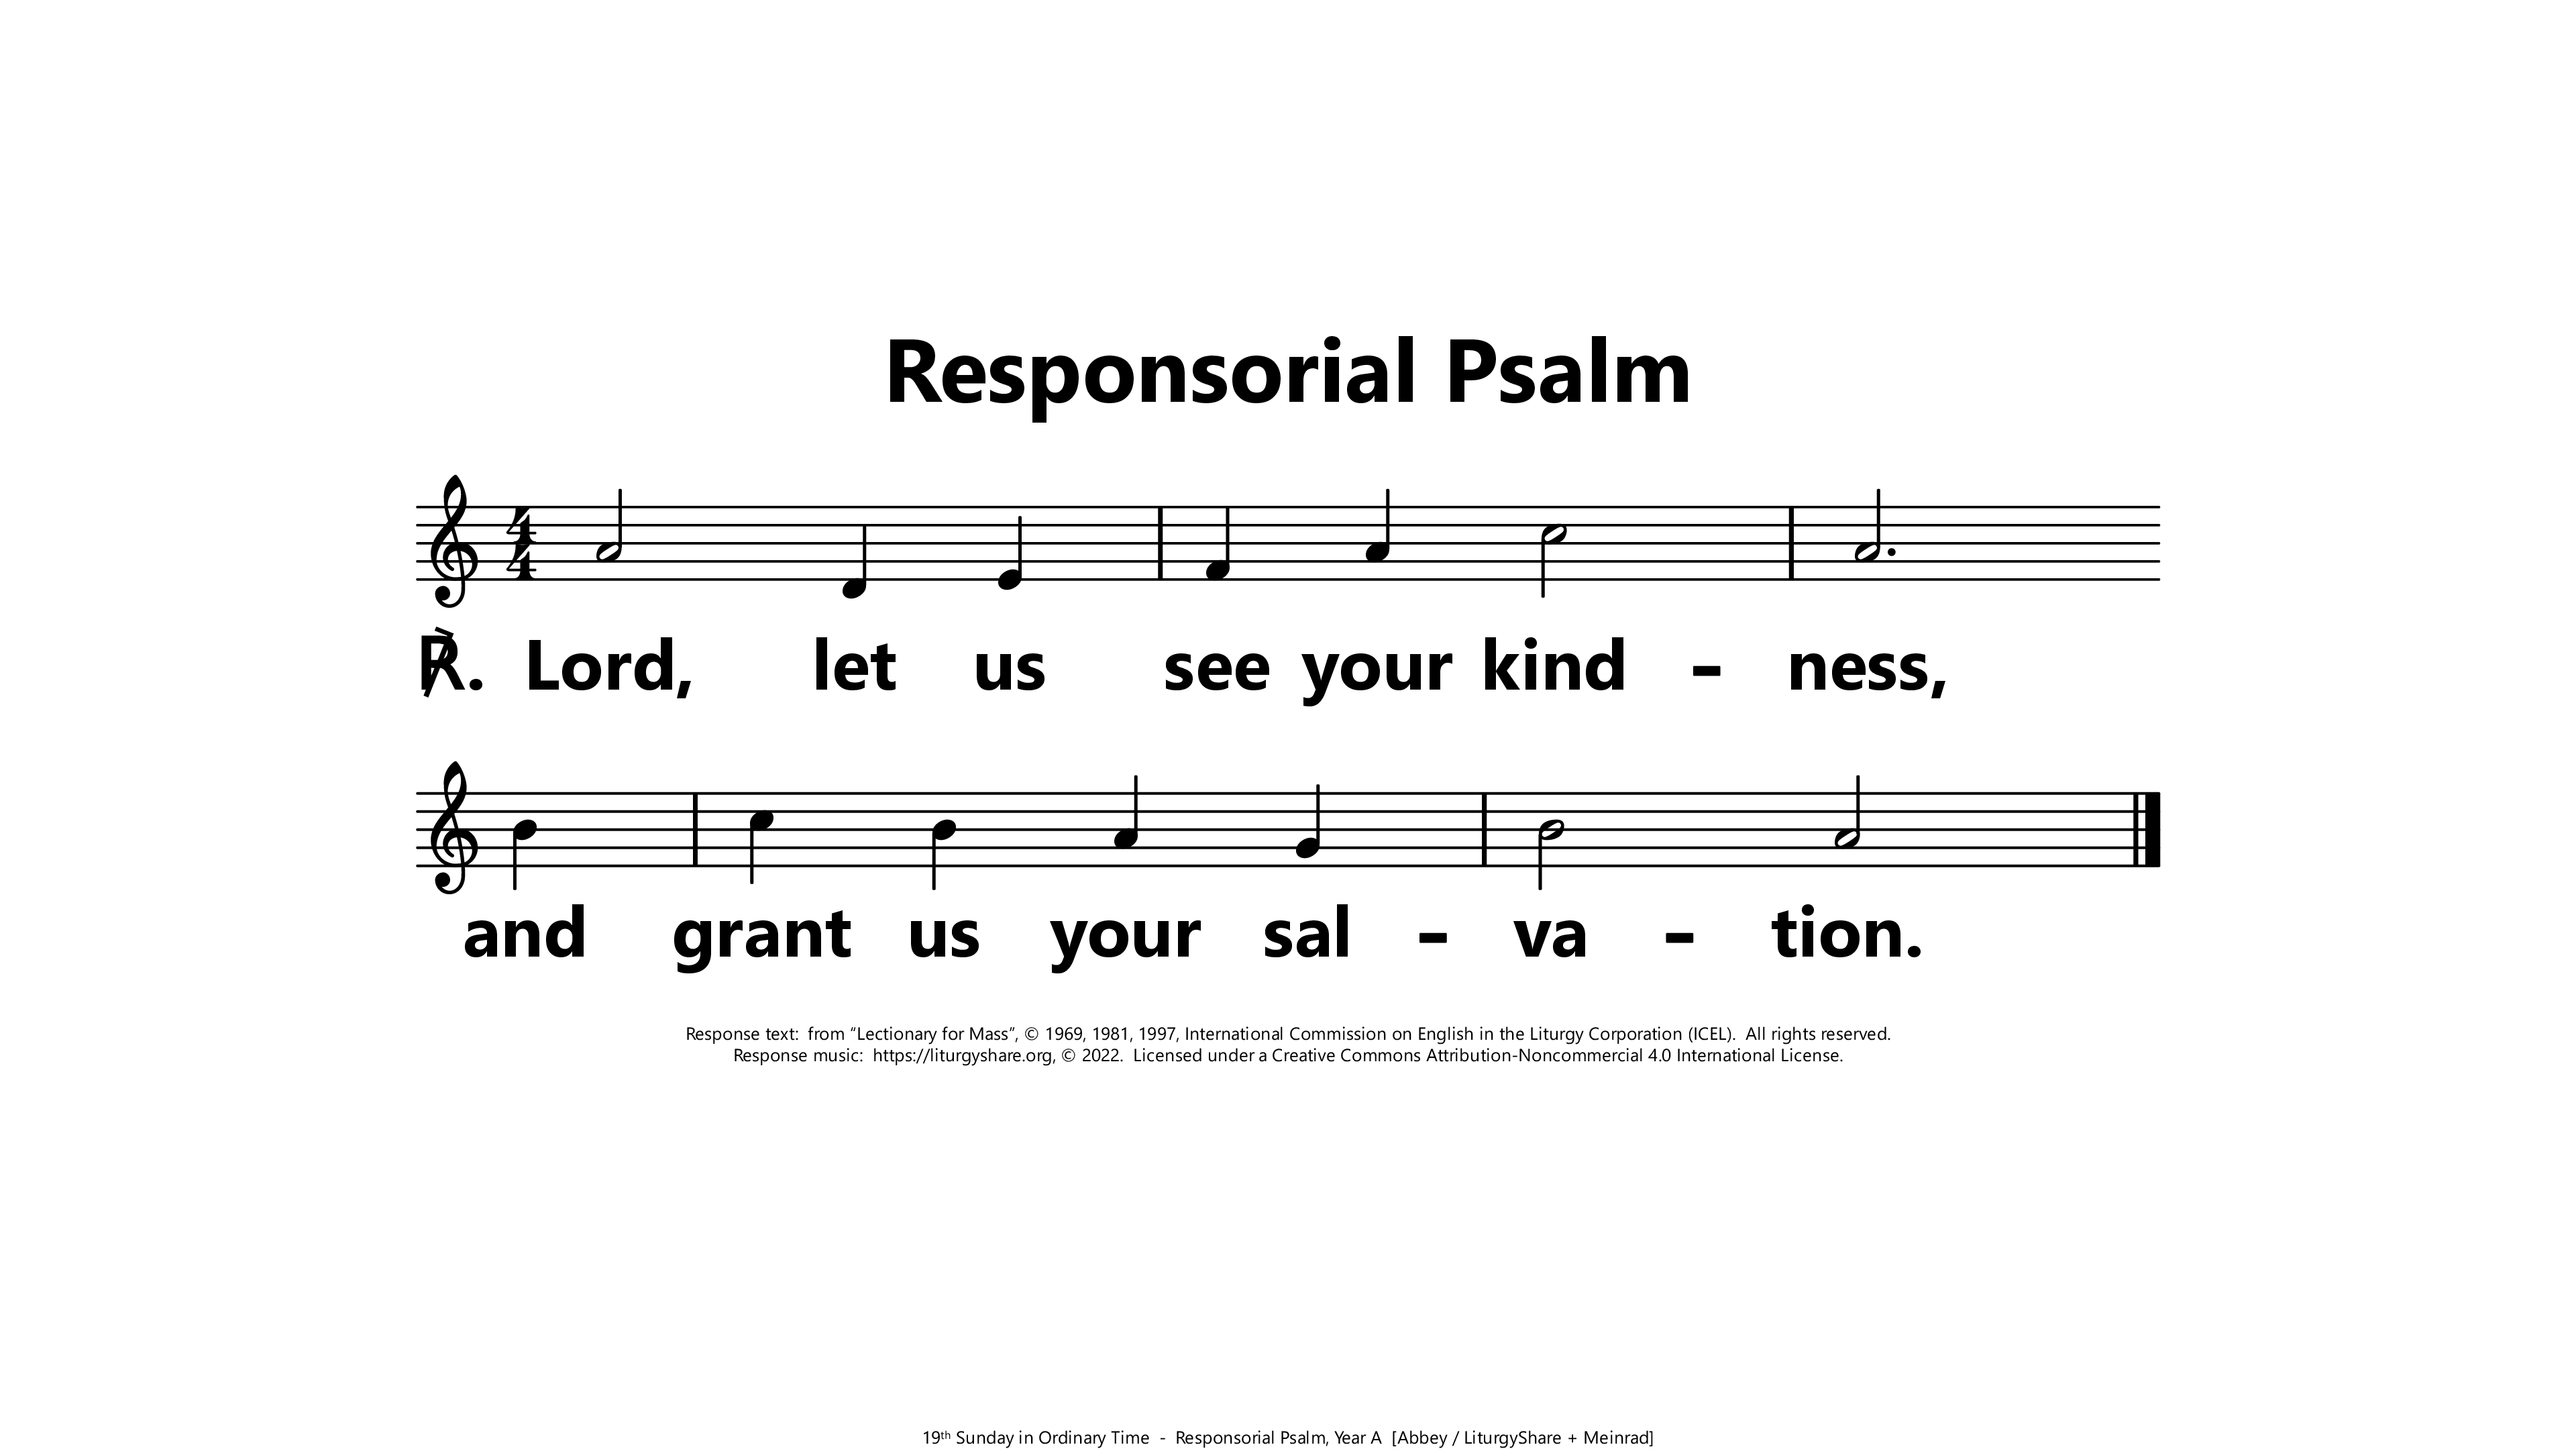 Responsorial Psalm
℟. Lord, let us see your kind - ness,
and grant us your sal - va - tion.
Response text: from “Lectionary for Mass”, © 1969, 1981, 1997, International Commission on English in the Liturgy Corporation (ICEL). All rights reserved.
Response music: https://liturgyshare.org, © 2022. Licensed under a Creative Commons Attribution-Noncommercial 4.0 International License.
19th Sunday in Ordinary Time - Responsorial Psalm, Year A [Abbey / LiturgyShare + Meinrad]